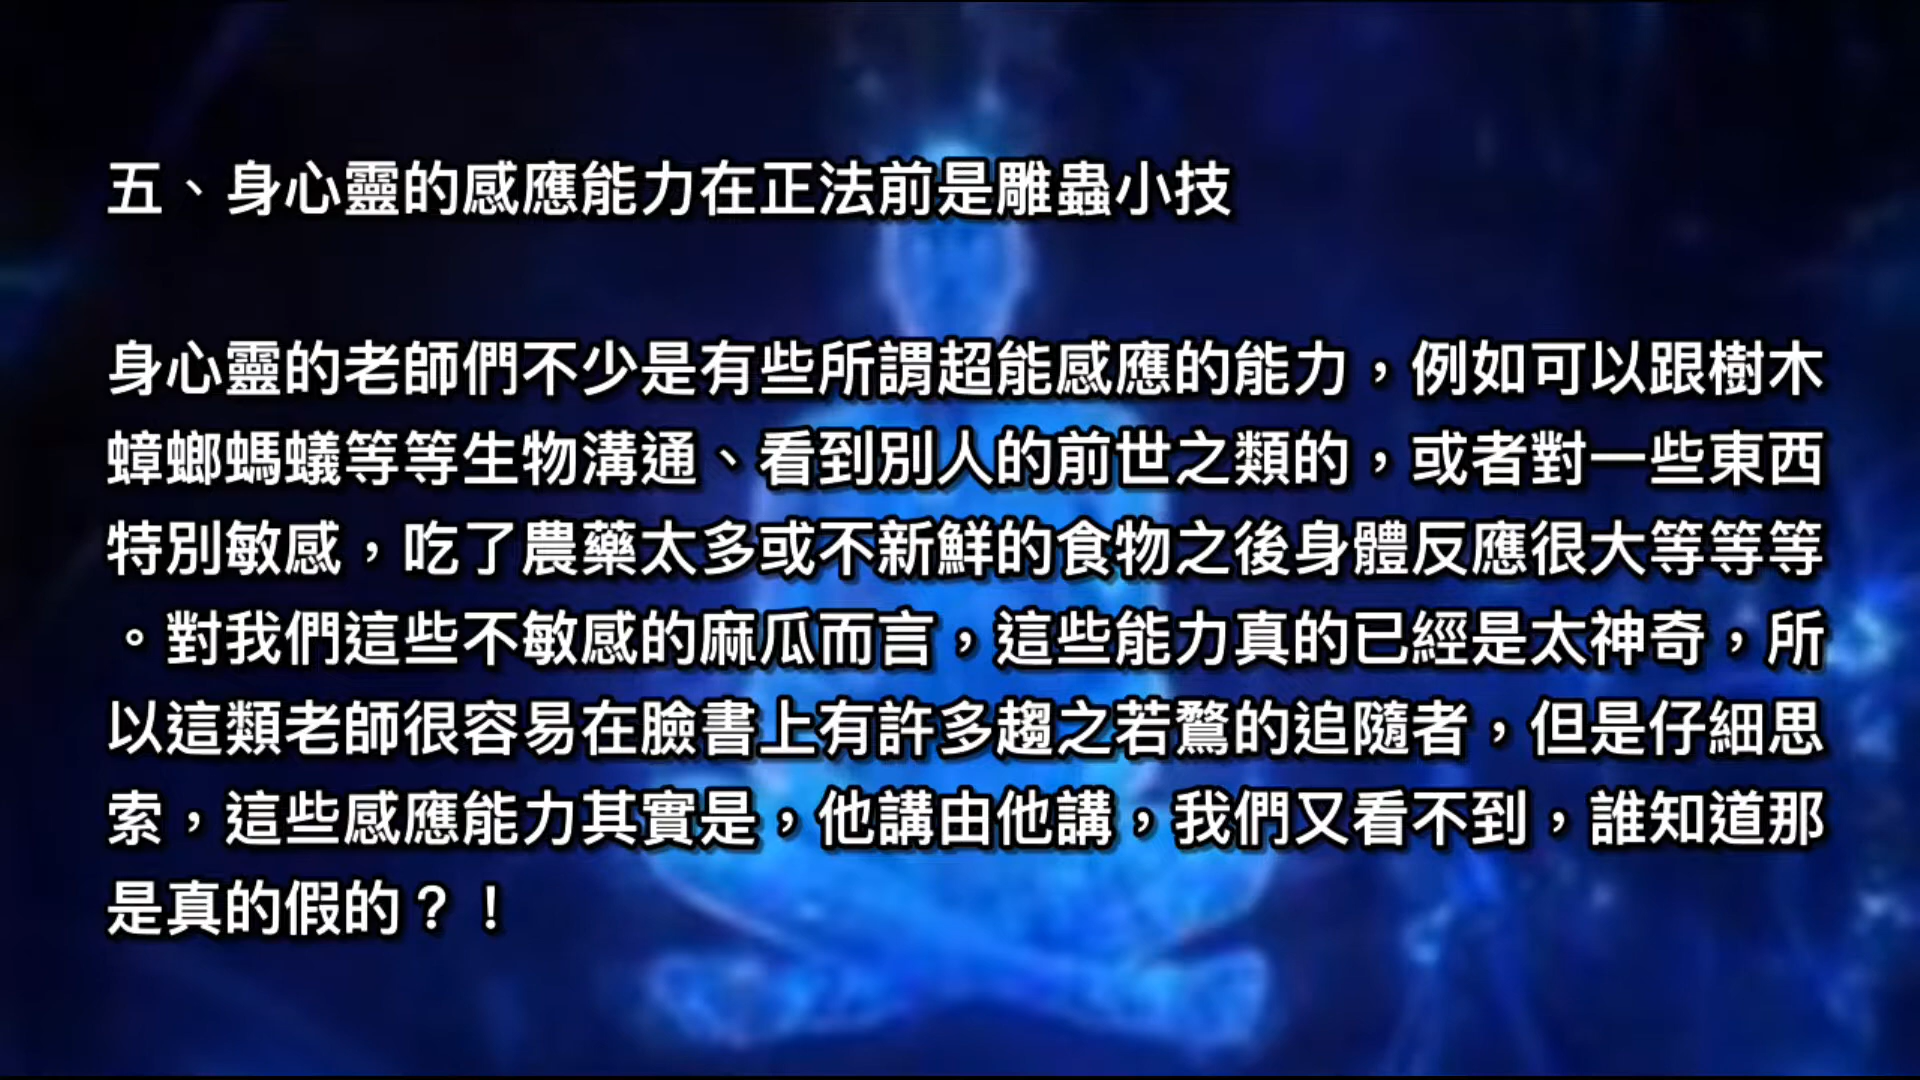 五、身心靈的感應能力在正法前是雕蟲小技
身心靈的老師們不少是有些所謂超能感應的能力，例如可以跟樹木
蟑螂螞蟻等等生物溝通、看到別人的前世之類的，或者對一些東西
特別敏感，吃了農藥太多或不新鮮的食物之後身體反應很大等等等
。對我們這些不敏感的麻瓜而言，這些能力真的已經是太神奇，所
以這類老師很容易在臉書上有許多趨之若鶩的追隨者，但是仔細思
索，這些感應能力其實是，他講由他講，我們又看不到，誰知道那
是真的假的？！